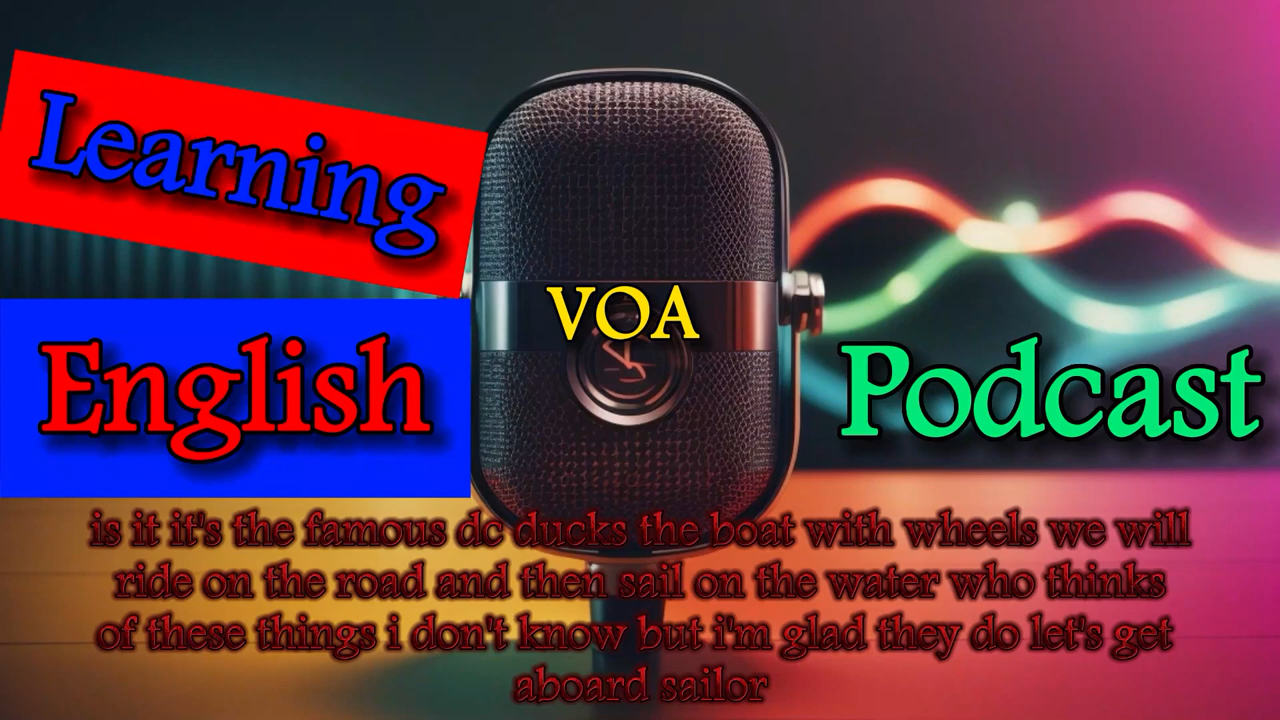 Learning
English
VOA
Podcast
is it it's the famous dc ducks the boat with wheels we will
ride on the road and then sail on the water who thinks
of these things i don't know but i'm glad they do let's get
aboard sailor